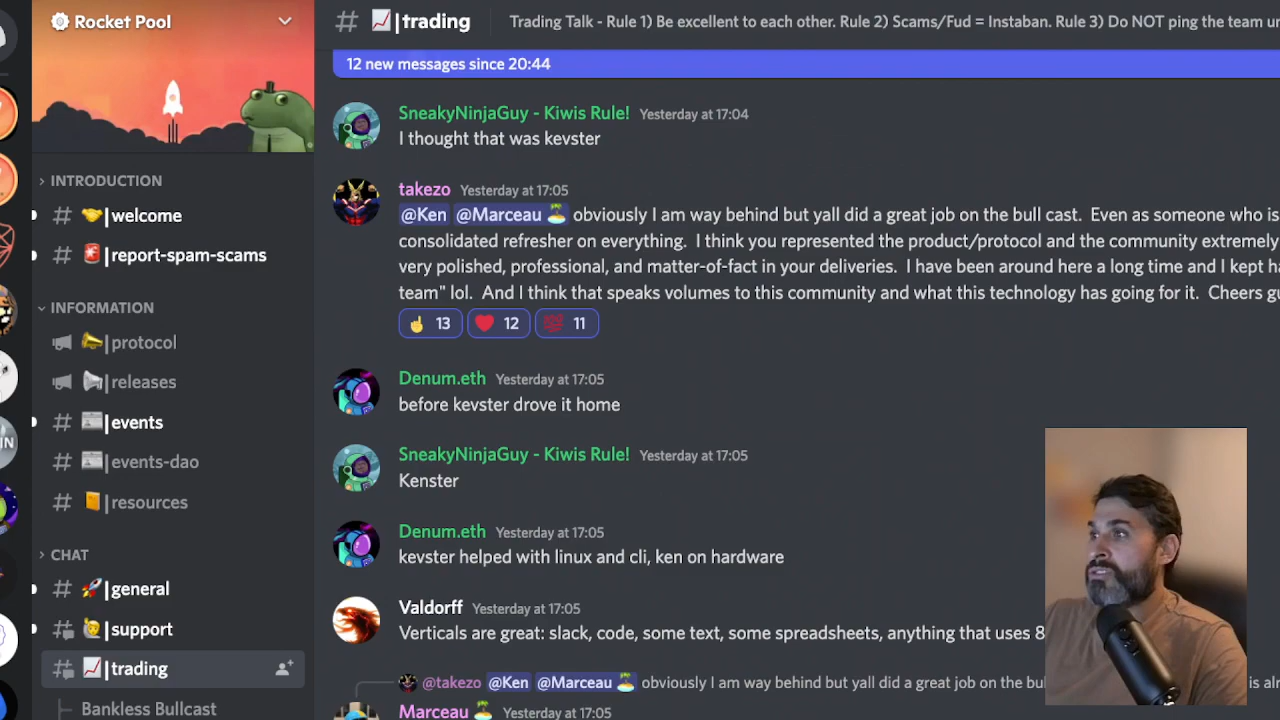 Rocket Pool
# |trading
Trading Talk - Rule 1) Be excellent to each other. Rule 2) Scams/Fud = Instaban. Rule 3) Do NOT ping the team
12 new messages since 20:44
INTRODUCTION
# |welcome
# |report-spam-scams
INFORMATION
|protocol
|releases
# |events
# |events-dao
# |resources
CHAT
# |general
|support
|trading
Bankless Bullcast
IN
SneakyNinjaGuy - Kiwis Rule! Yesterday at 17:04
I thought that was kevster
takezo Yesterday at 17:05
@Ken @Marceau obviously I am way behind but yall did a great job on the bull cast. Even as someone who is
consolidated refresher on everything. I think you represented the product/protocol and the community extremely
very polished, professional, and matter-of-fact in your deliveries. I have been around here a long time and I kept
team" lol. And I think that speaks volumes to this community and what this technology has going for it. Cheers
13 12 💯 11
Denum.eth Yesterday at 17:05
before kevster drove it home
SneakyNinjaGuy - Kiwis Rule! Yesterday at 17:05
Kenster
Denum.eth Yesterday at 17:05
kevster helped with linux and cli, ken on hardware
Valdorff Yesterday at 17:05
Verticals are great: slack, code, some text, some spreadsheets, anything that uses
@takezo @Ken @Marceau obviously I am way behind but yall did a great job on the is
Marceau Yesterday at 17:05